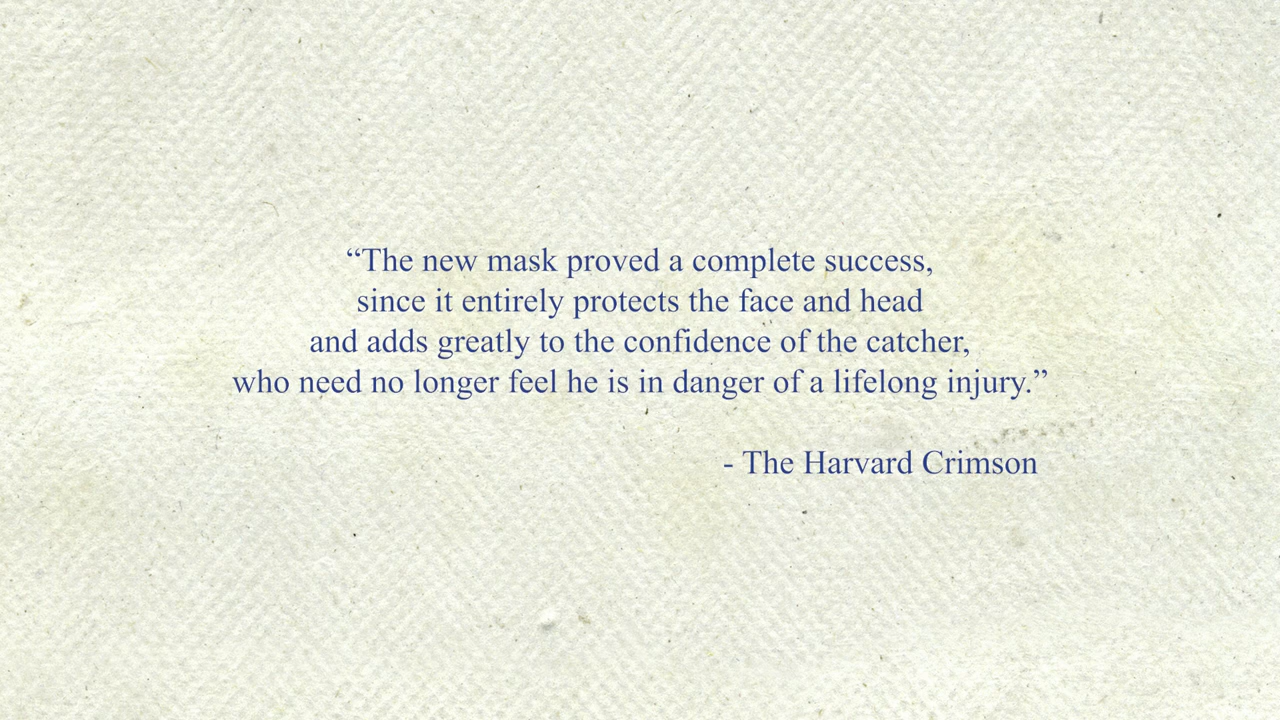 “The new mask proved a complete success,
since it entirely protects the face and head
and adds greatly to the confidence of the catcher,
who need no longer feel he is in danger of a lifelong injury.”
- The Harvard Crimson